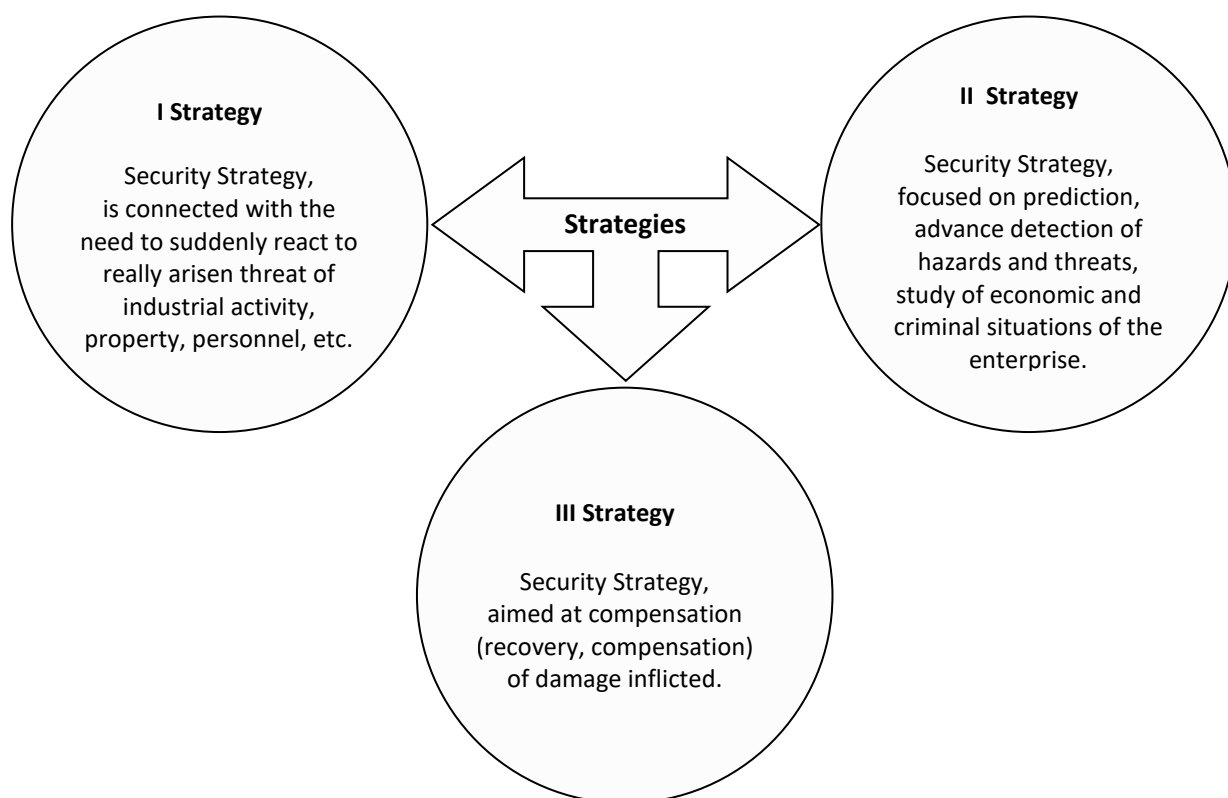 I Strategy
Security Strategy,
is connected with the
need to suddenly react to
really arisen threat of
industrial activity,
property, personnel, etc.
Strategies
II Strategy
Security Strategy,
focused on prediction,
advance detection of
hazards and threats,
study of economic and
criminal situations of the
enterprise.
III Strategy
Security Strategy,
aimed at compensation
(recovery, compensation)
of damage inflicted.